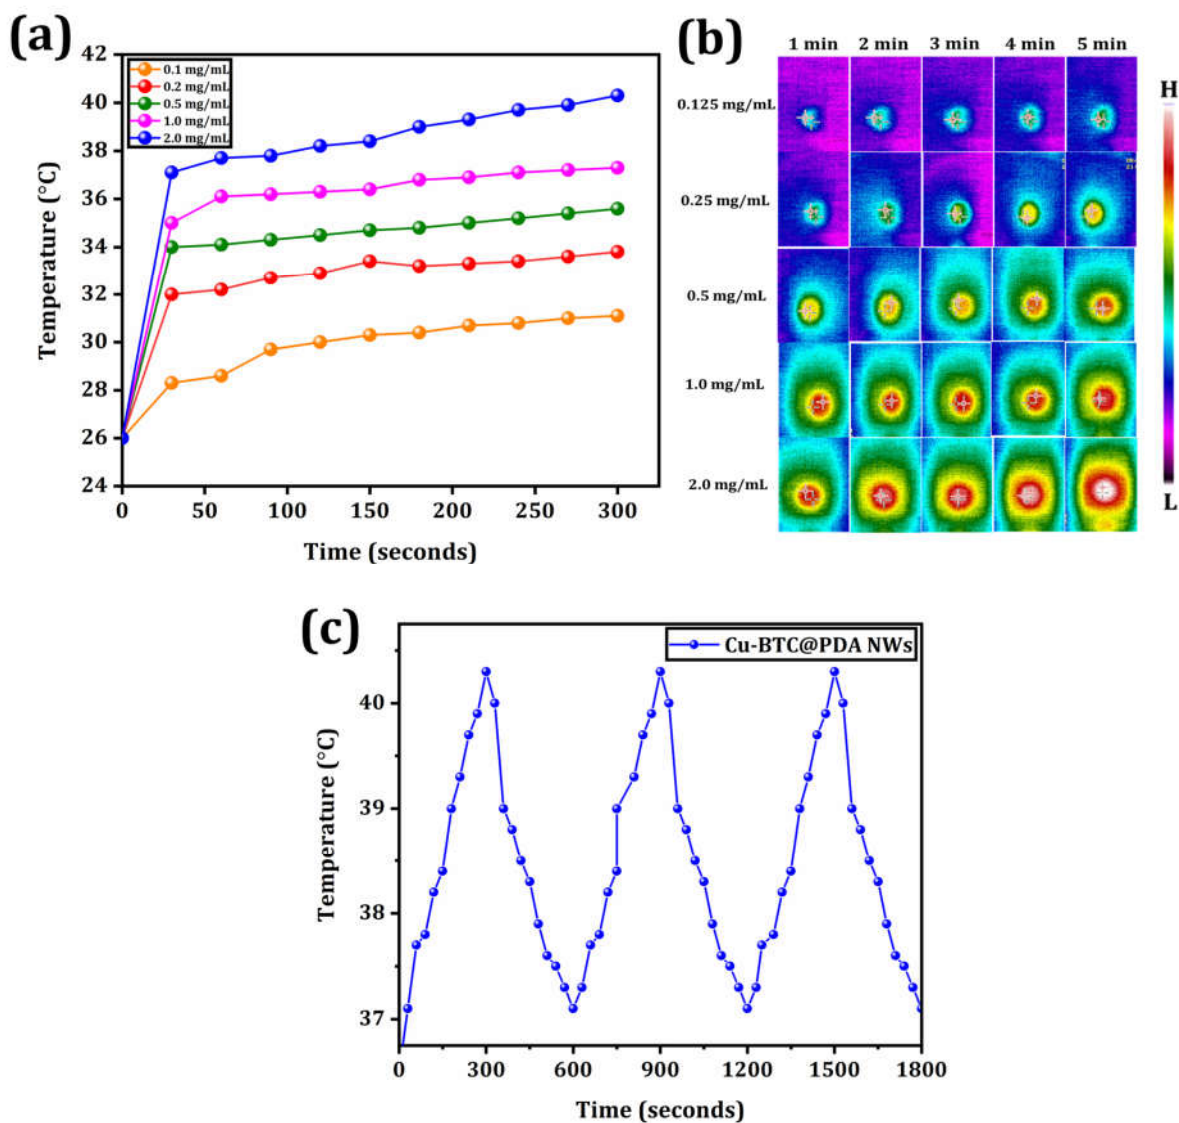 (a)
42
40
38
36
34
32
30
28
26
24
Temperature (°C)
0.1 mg/mL
0.2 mg/mL
0.5 mg/mL
1.0 mg/mL
2.0 mg/mL
0 50 100 150 200 250 300
Time (seconds)
(b)
1 min 2 min 3 min 4 min 5 min
0.125 mg/mL
0.25 mg/mL
0.5 mg/mL
1.0 mg/mL
2.0 mg/mL
H
L
(c)
Cu-BTC@PDA NWs
40
39
38
37
Temperature (°C)
0 300 600 900 1200 1500 1800
Time (seconds)